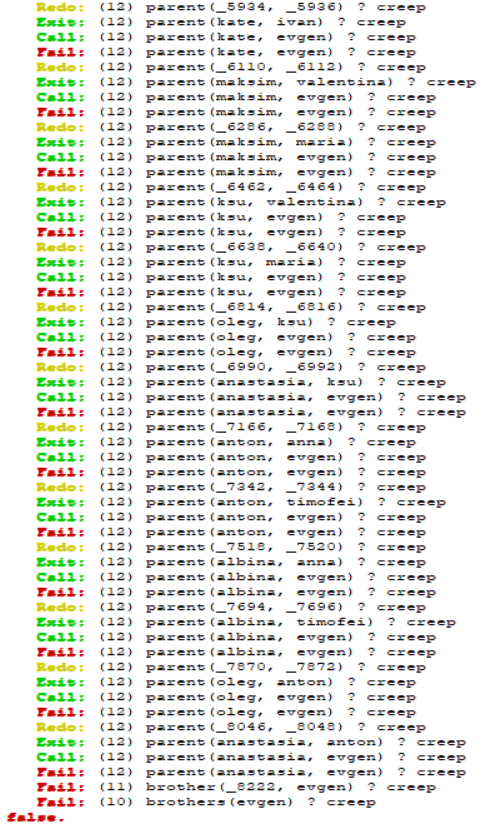 Redo: (12) parent(_5934, _5936) ? creep
Exit: (12) parent(kate, ivan) ? creep
Call: (12) parent(kate, evgen) ? creep
Fail: (12) parent(kate, evgen) ? creep
Redo: (12) parent(_6110, _6112) ? creep
Exit: (12) parent(maksim, valentina) ? creep
Call: (12) parent(maksim, evgen) ? creep
Fail: (12) parent(maksim, evgen) ? creep
Redo: (12) parent(_6286, _6288) ? creep
Exit: (12) parent(maksim, maria) ? creep
Call: (12) parent(maksim, evgen) ? creep
Fail: (12) parent(maksim, evgen) ? creep
Redo: (12) parent(_6462, _6464) ? creep
Exit: (12) parent(ksu, valentina) ? creep
Call: (12) parent(ksu, evgen) ? creep
Fail: (12) parent(ksu, evgen) ? creep
Redo: (12) parent(_6638, _6640) ? creep
Exit: (12) parent(ksu, maria) ? creep
Call: (12) parent(ksu, evgen) ? creep
Fail: (12) parent(ksu, evgen) ? creep
Redo: (12) parent(_6814, _6816) ? creep
Exit: (12) parent(oleg, ksu) ? creep
Call: (12) parent(oleg, evgen) ? creep
Fail: (12) parent(oleg, evgen) ? creep
Redo: (12) parent(_6990, _6992) ? creep
Exit: (12) parent(anastasia, ksu) ? creep
Call: (12) parent(anastasia, evgen) ? creep
Fail: (12) parent(anastasia, evgen) ? creep
Redo: (12) parent(_7166, _7168) ? creep
Exit: (12) parent(anton, anna) ? creep
Call: (12) parent(anton, evgen) ? creep
Fail: (12) parent(anton, evgen) ? creep
Redo: (12) parent(_7342, _7344) ? creep
Exit: (12) parent(anton, timofei) ? creep
Call: (12) parent(anton, evgen) ? creep
Fail: (12) parent(anton, evgen) ? creep
Redo: (12) parent(_7518, _7520) ? creep
Exit: (12) parent(albina, anna) ? creep
Call: (12) parent(albina, evgen) ? creep
Fail: (12) parent(albina, evgen) ? creep
Redo: (12) parent(_7694, _7696) ? creep
Exit: (12) parent(albina, timofei) ? creep
Call: (12) parent(albina, evgen) ? creep
Fail: (12) parent(albina, evgen) ? creep
Redo: (12) parent(_7870, _7872) ? creep
Exit: (12) parent(oleg, anton) ? creep
Call: (12) parent(oleg, evgen) ? creep
Fail: (12) parent(oleg, evgen) ? creep
Redo: (12) parent(_8046, _8048) ? creep
Exit: (12) parent(anastasia, anton) ? creep
Call: (12) parent(anastasia, evgen) ? creep
Fail: (12) parent(anastasia, evgen) ? creep
Fail: (11) brother(_8222, evgen) ? creep
Fail: (10) brothers(evgen) ? creep
false.